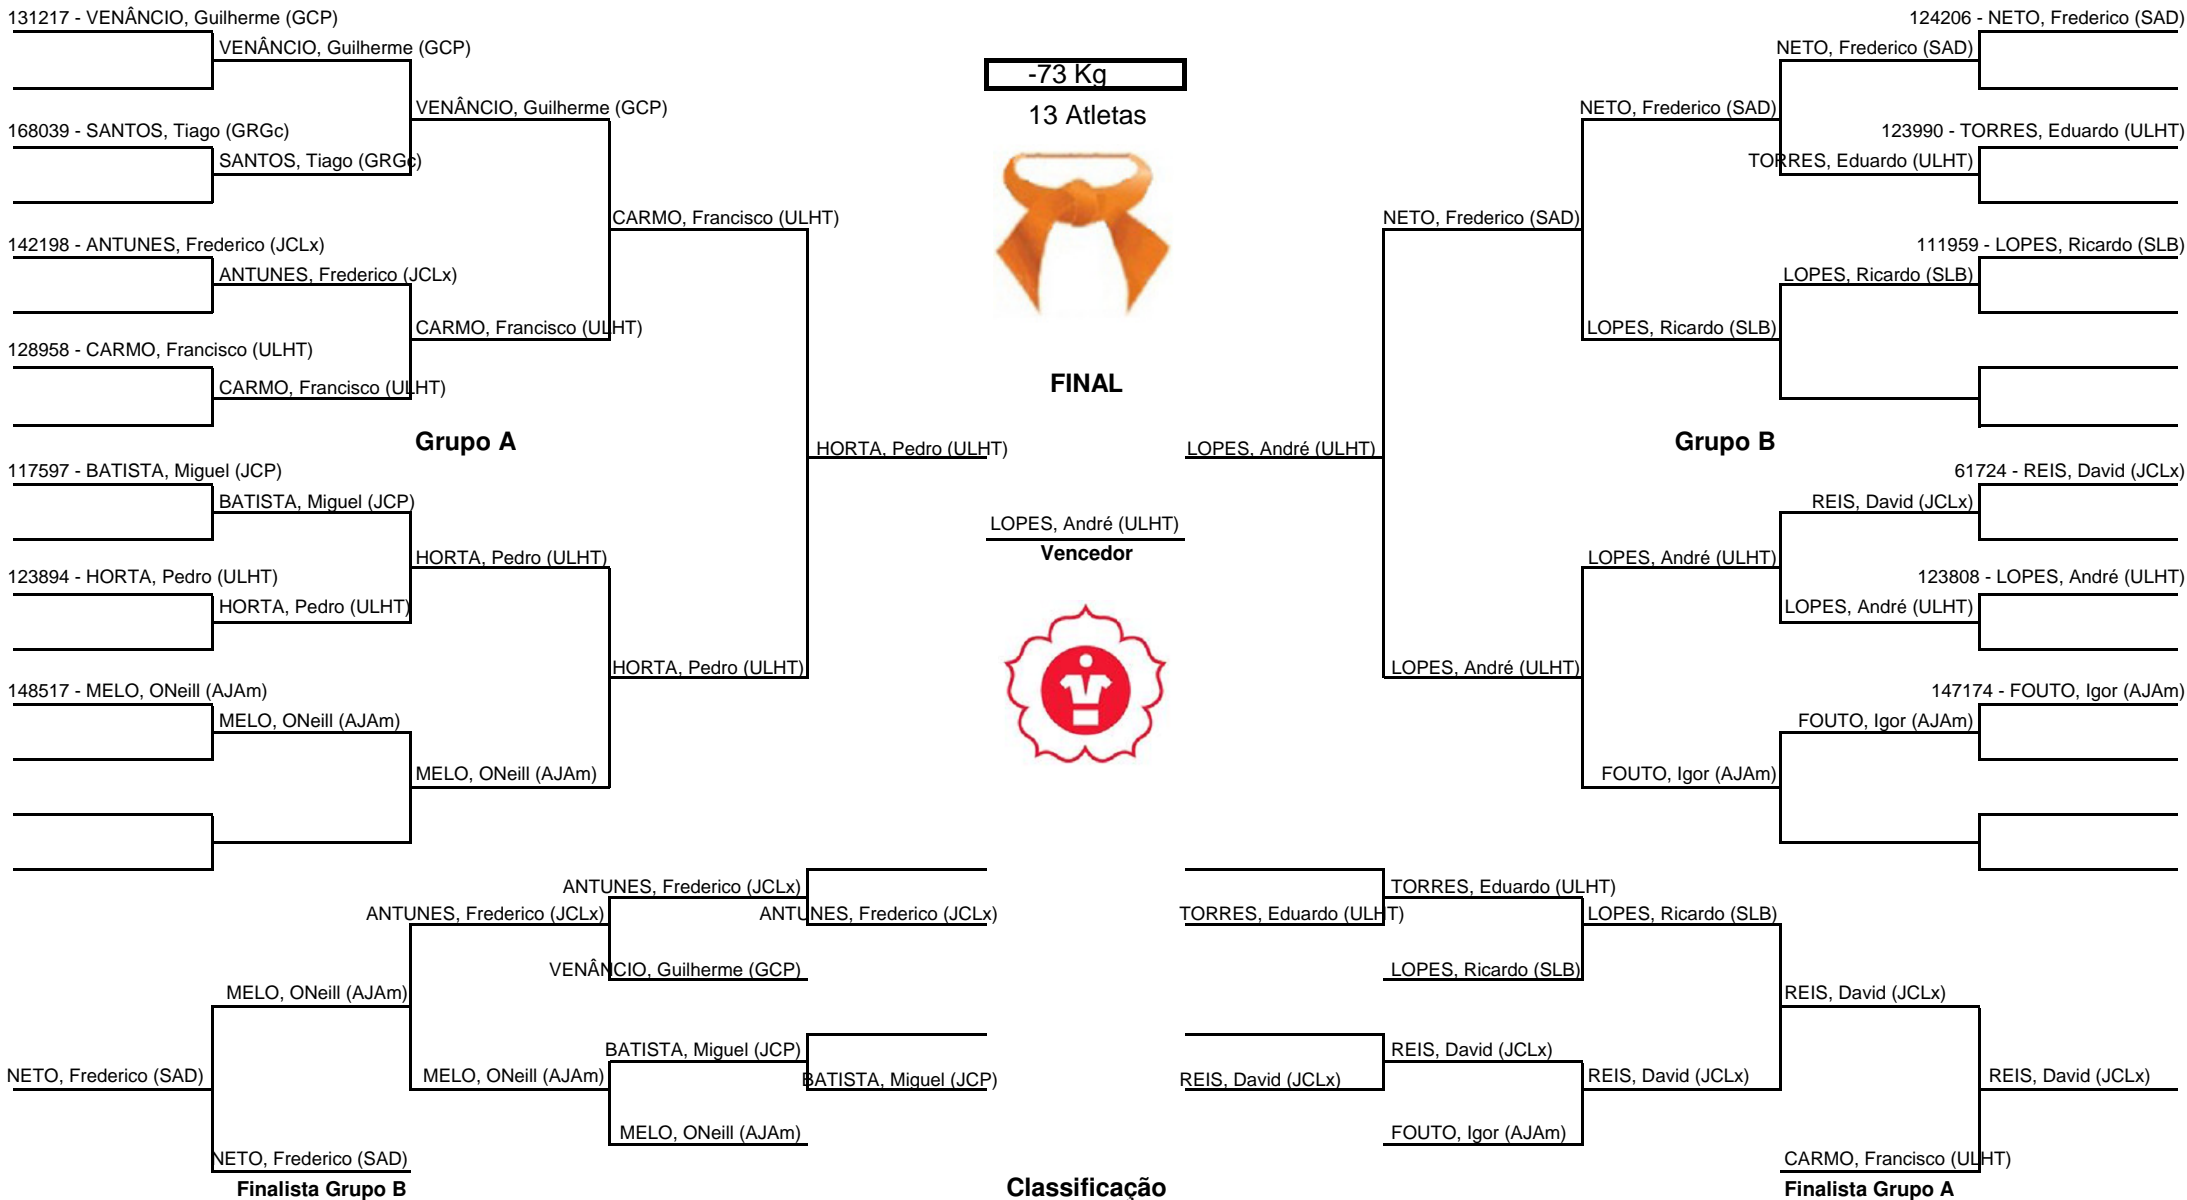 131217 - VENÂNCIO, Guilherme (GCP)
VENÂNCIO, Guilherme (GCP)
VENÂNCIO, Guilherme (GCP)
168039 - SANTOS, Tiago (GRGc)
SANTOS, Tiago (GRGc)
CARMO, Francisco (ULHT)
142198 - ANTUNES, Frederico (JCLx)
ANTUNES, Frederico (JCLx)
CARMO, Francisco (ULHT)
128958 - CARMO, Francisco (ULHT)
CARMO, Francisco (ULHT)
Grupo A
HORTA, Pedro (ULHT)
117597 - BATISTA, Miguel (JCP)
BATISTA, Miguel (JCP)
HORTA, Pedro (ULHT)
123894 - HORTA, Pedro (ULHT)
HORTA, Pedro (ULHT)
HORTA, Pedro (ULHT)
148517 - MELO, ONeill (AJAm)
MELO, ONeill (AJAm)
MELO, ONeill (AJAm)
-73 Kg
13 Atletas
FINAL
LOPES, André (ULHT)
Vencedor
124206 - NETO, Frederico (SAD)
NETO, Frederico (SAD)
NETO, Frederico (SAD)
123990 - TORRES, Eduardo (ULHT)
TORRES, Eduardo (ULHT)
NETO, Frederico (SAD)
111959 - LOPES, Ricardo (SLB)
LOPES, Ricardo (SLB)
LOPES, Ricardo (SLB)
Grupo B
LOPES, André (ULHT)
61724 - REIS, David (JCLx)
REIS, David (JCLx)
LOPES, André (ULHT)
123808 - LOPES, André (ULHT)
LOPES, André (ULHT)
LOPES, André (ULHT)
147174 - FOUTO, Igor (AJAm)
FOUTO, Igor (AJAm)
FOUTO, Igor (AJAm)
ANTUNES, Frederico (JCLx)
ANTUNES, Frederico (JCLx)
ANTUNES, Frederico (JCLx)
VENÂNCIO, Guilherme (GCP)
MELO, ONeill (AJAm)
BATISTA, Miguel (JCP)
NETO, Frederico (SAD)
MELO, ONeill (AJAm)
BATISTA, Miguel (JCP)
MELO, ONeill (AJAm)
NETO, Frederico (SAD)
Finalista Grupo B
TORRES, Eduardo (ULHT)
TORRES, Eduardo (ULHT)
LOPES, Ricardo (SLB)
LOPES, Ricardo (SLB)
REIS, David (JCLx)
REIS, David (JCLx)
REIS, David (JCLx)
REIS, David (JCLx)
REIS, David (JCLx)
FOUTO, Igor (AJAm)
CARMO, Francisco (ULHT)
Classificação
Finalista Grupo A